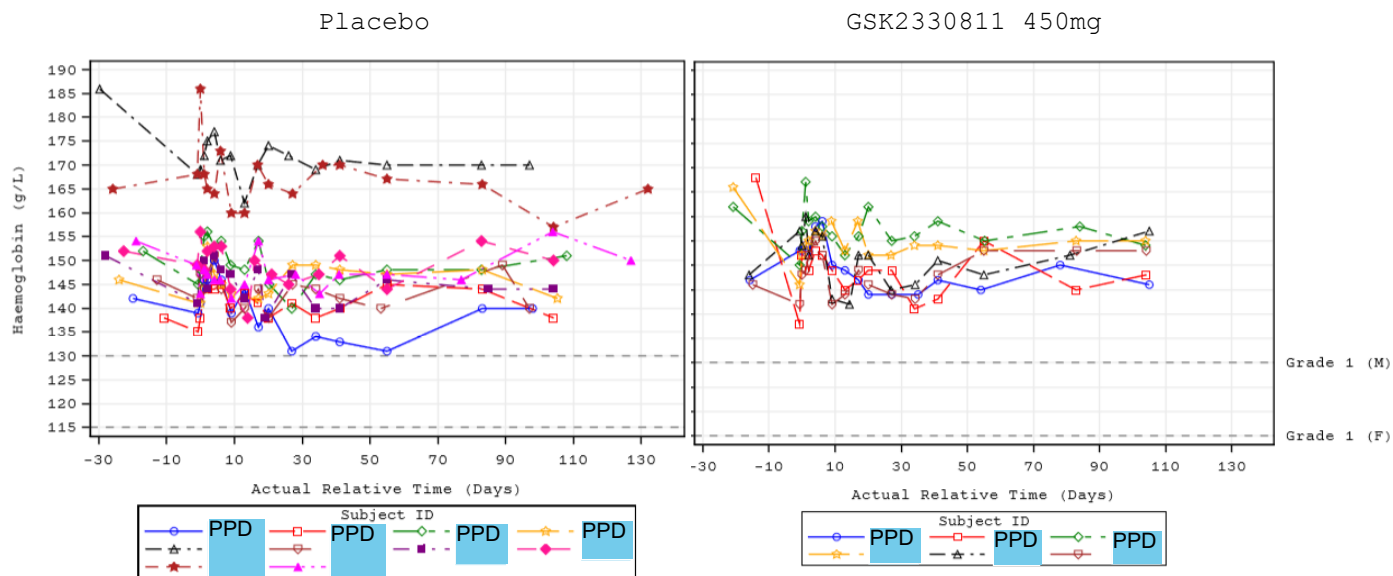 Placebo
GSK2330811 450mg
Haemoglobin (g/L)
190
185
180
175
170
165
160
155
150
145
140
135
130
125
120
115
-30 -10 10 30 50 70 90 110 130
Actual Relative Time (Days)
Grade 1 (M)
Grade 1 (F)
-30 -10 10 30 50 70 90 110 130
Actual Relative Time (Days)
Subject ID
PPD PPD PPD PPD
Subject ID
PPD PPD PPD